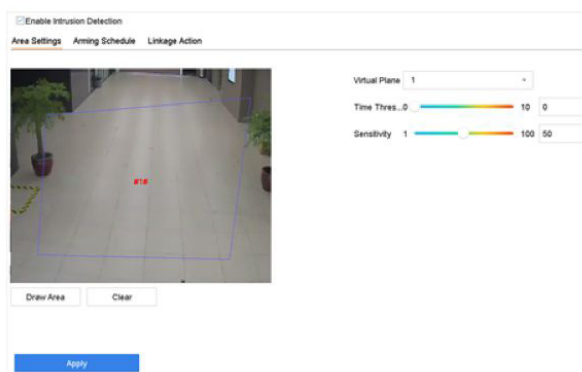 Enable Intrusion Detection
Area Settings Arming Schedule Linkage Action
Virtual Plane 1
Time Thres...0 10 0
Sensitivity 1 100 50
#1#
Draw Area Clear
Apply